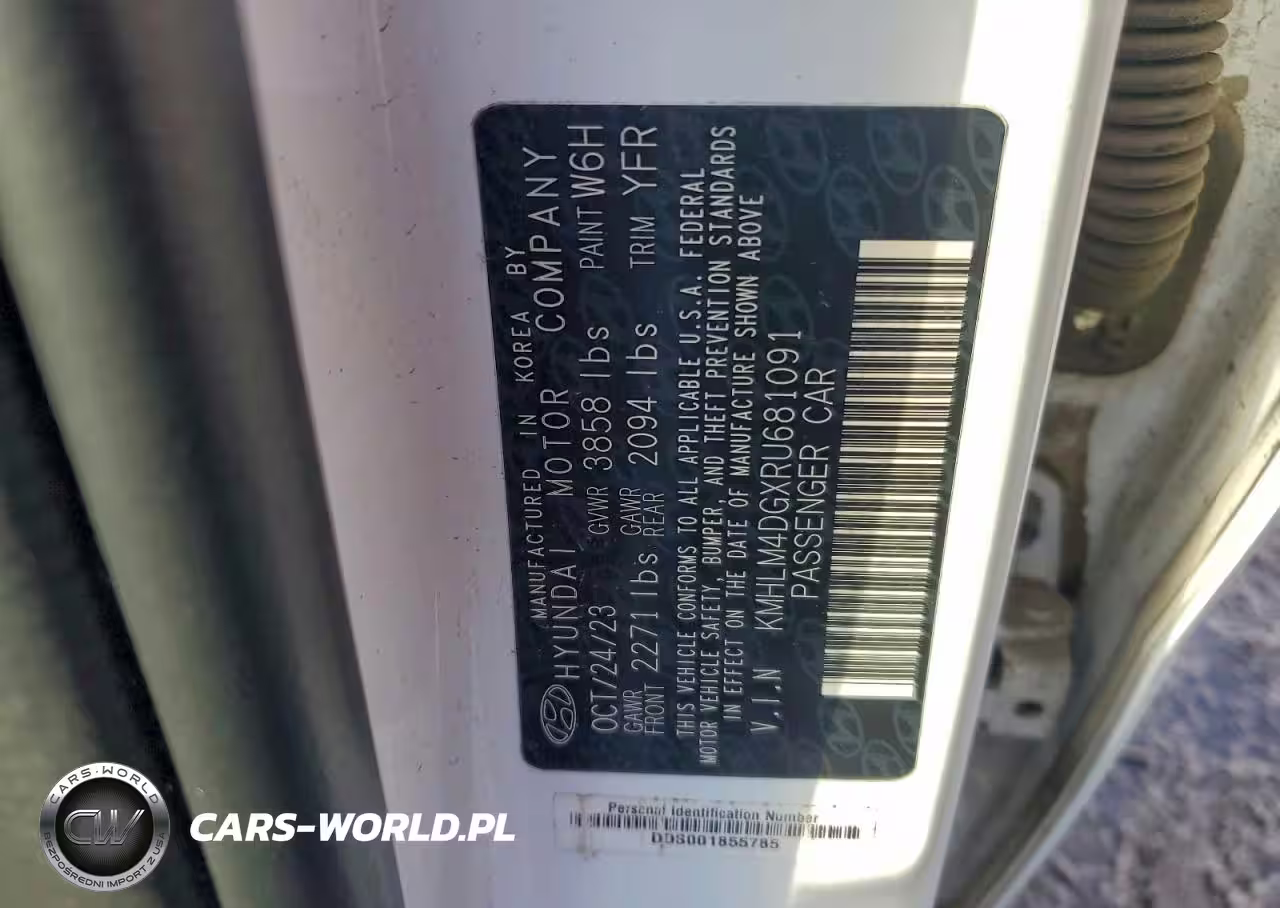 MANUFACTURED IN KOREA BY
HYUNDAI MOTOR COMPANY
OCT/24/23 GVWR 3858 lbs PAINT W6H
GAWR FRONT 2271 lbs GAWR REAR 2094 lbs TRIM YFR
THIS VEHICLE CONFORMS TO ALL APPLICABLE U.S.A. FEDERAL
MOTOR VEHICLE SAFETY, BUMPER, AND THEFT PREVENTION STANDARDS
IN EFFECT ON THE DATE OF MANUFACTURE SHOWN ABOVE
V.I.N KMHLM4DGXRU681091
PASSENGER CAR
Personal Identification Number
DDS001855785
CARS-WORLD
CW
BEZPOŚREDNI IMPORT Z USA
CARS-WORLD.PL